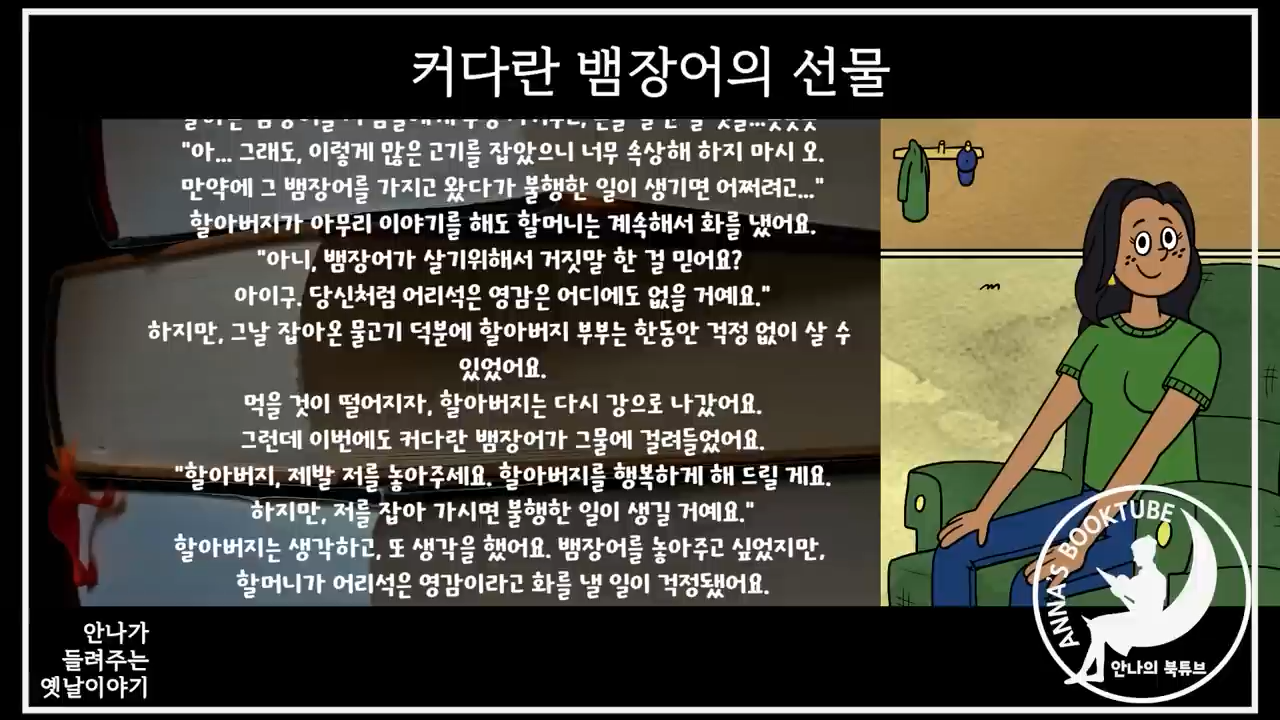 커다란 뱀장어의 선물
"아... 그래도, 이렇게 많은 고기를 잡았으니 너무 속상해 하지 마시 오.
만약에 그 뱀장어를 가지고 왔다가 불행한 일이 생기면 어쩌려고..."
할아버지가 아무리 이야기를 해도 할머니는 계속해서 화를 냈어요.
"아니, 뱀장어가 살기위해서 거짓말 한 걸 믿어요?
아이구. 당신처럼 어리석은 영감은 어디에도 없을 거예요."
하지만, 그날 잡아온 물고기 덕분에 할아버지 부부는 한동안 걱정 없이 살 수
있었어요.
먹을 것이 떨어지자, 할아버지는 다시 강으로 나갔어요.
그런데 이번에도 커다란 뱀장어가 그물에 걸려들었어요.
"할아버지, 제발 저를 놓아주세요. 할아버지를 행복하게 해 드릴 게요.
하지만, 저를 잡아 가시면 불행한 일이 생길 거예요."
할아버지는 생각하고, 또 생각을 했어요. 뱀장어를 놓아주고 싶었지만,
할머니가 어리석은 영감이라고 화를 낼 일이 걱정됐어요.
안나가
들려주는
옛날이야기
ANNA's BOOKTUBE
안나의 북튜브